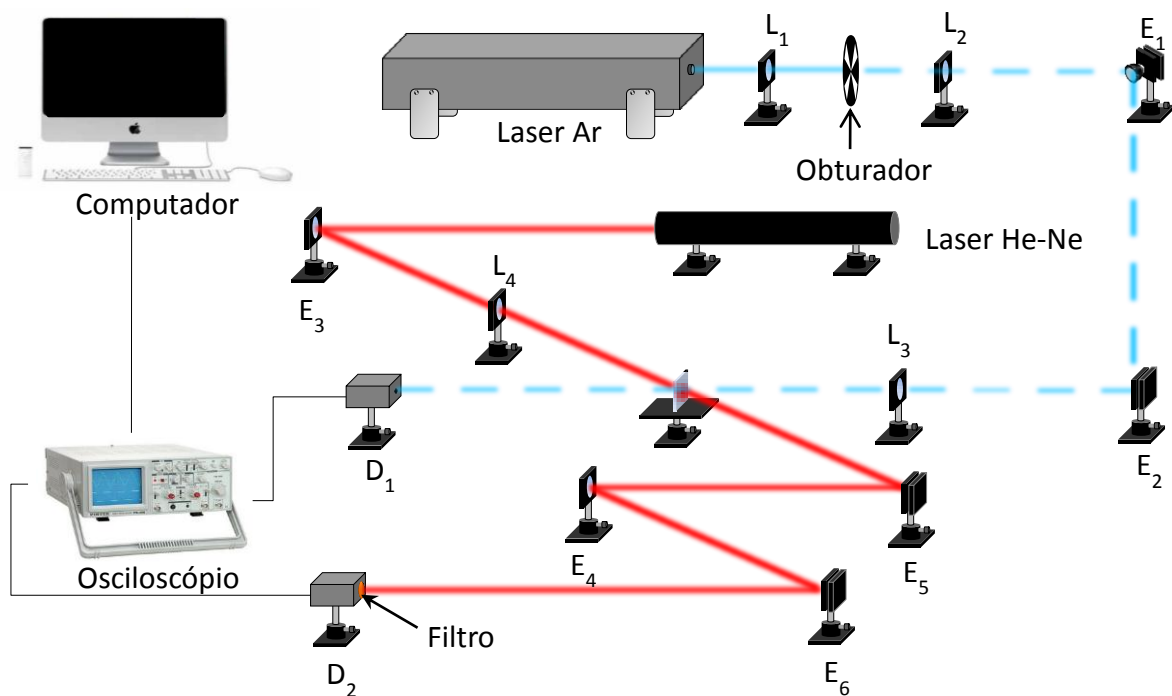 L₁
L₂
E₁
Laser Ar
Obturador
Computador
Laser He-Ne
E₃
L₄
L₃
D₁
E₂
Osciloscópio
E₄
E₅
Filtro
D₂
E₆